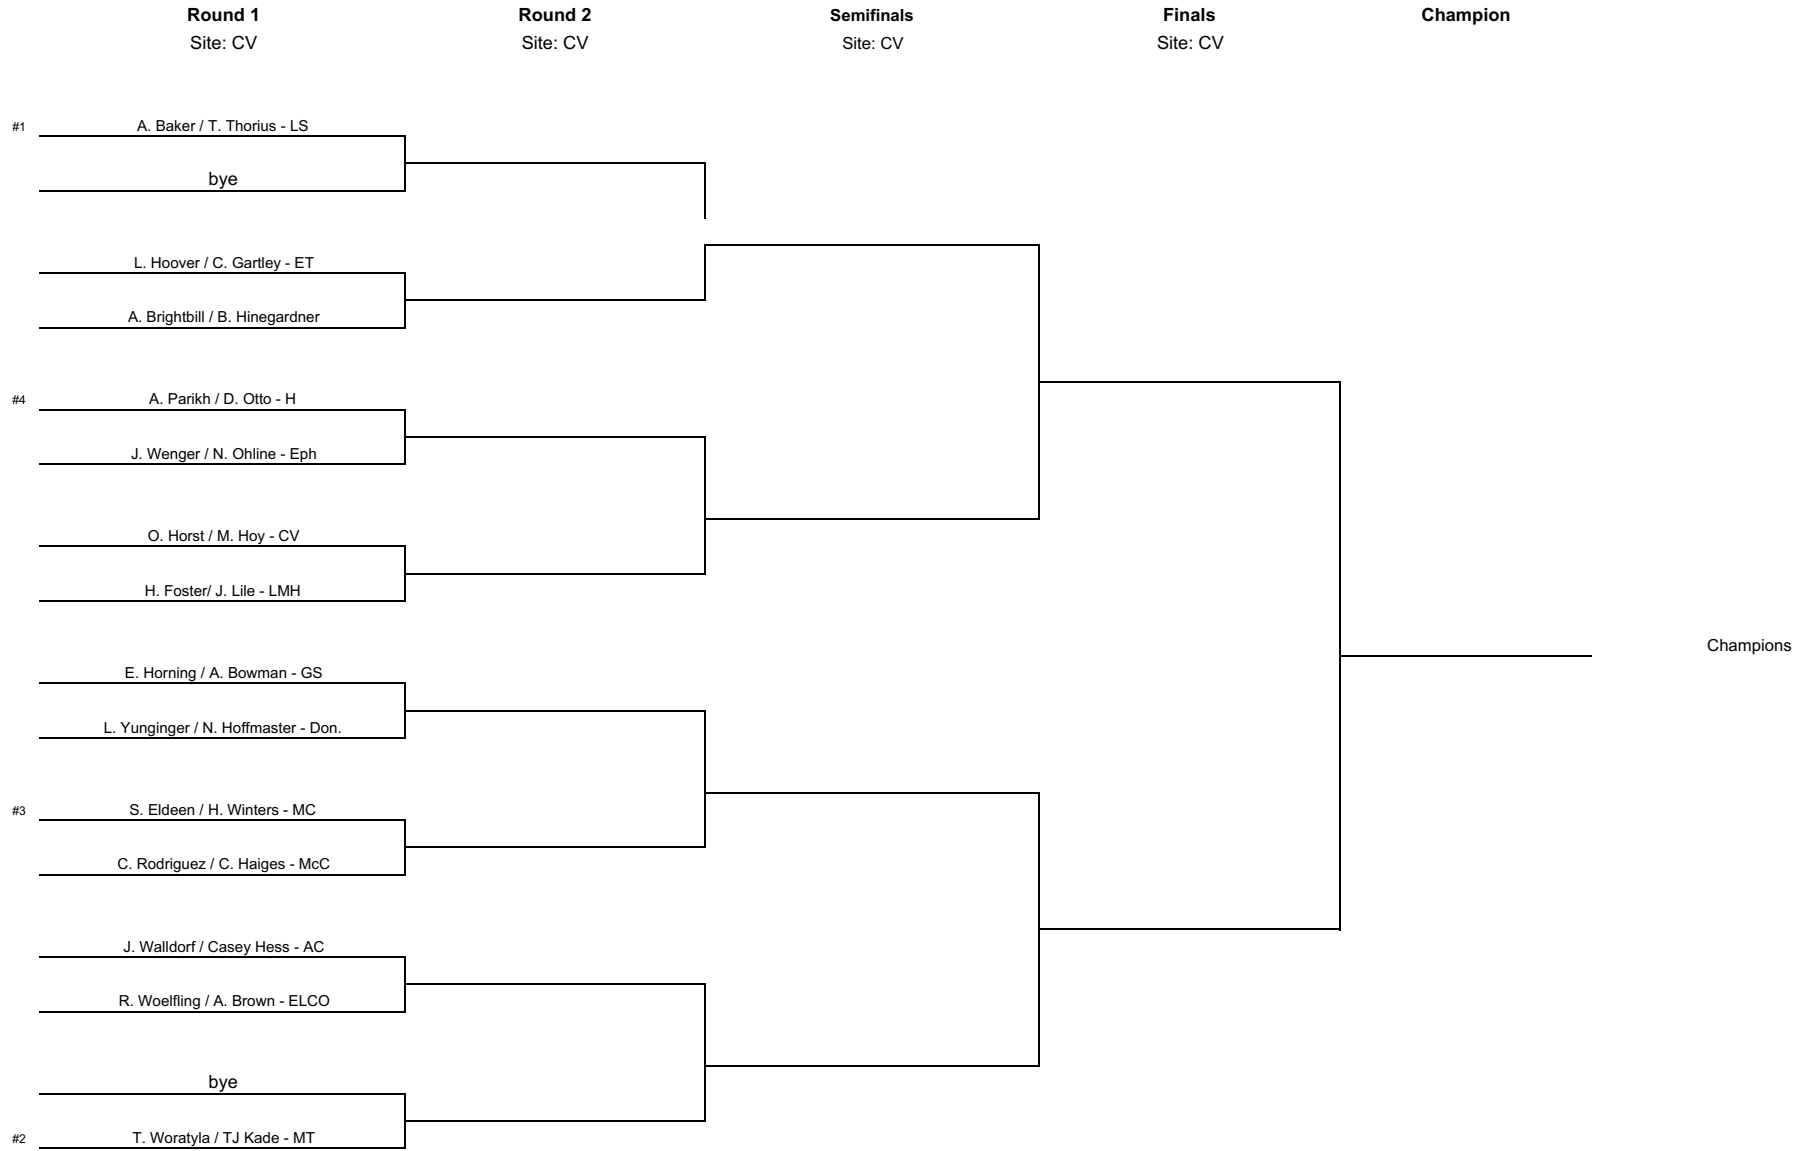 Round 1
Round 2
Semifinals
Finals
Champion
Site: CV
Site: CV
Site: CV
Site: CV
#1
A. Baker / T. Thorius - LS
bye
L. Hoover / C. Gartley - ET
A. Brightbill / B. Hinegardner
#4
A. Parikh / D. Otto - H
J. Wenger / N. Ohline - Eph
O. Horst / M. Hoy - CV
H. Foster/ J. Lile - LMH
Champions
E. Horning / A. Bowman - GS
L. Yunginger / N. Hoffmaster - Don.
#3
S. Eldeen / H. Winters - MC
C. Rodriguez / C. Haiges - McC
J. Walldorf / Casey Hess - AC
R. Woelfling / A. Brown - ELCO
bye
#2
T. Woratyla / TJ Kade - MT